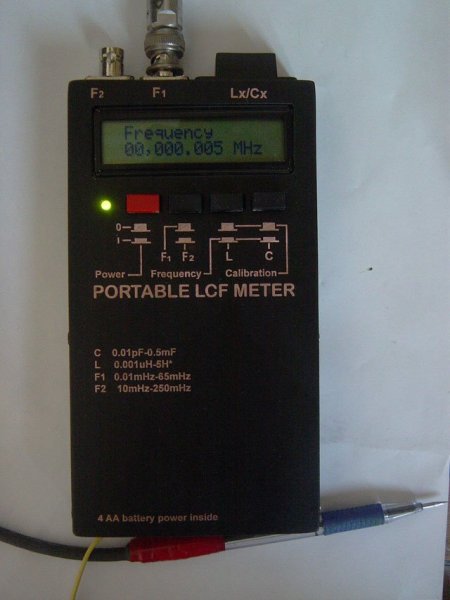 F2 F1 Lx/Cx
Frequency
00,000.005 MHz
0
I
F1 F2 L C
Power Frequency Calibration
PORTABLE LCF METER
C 0.01pF-0.5mF
L 0.001uH-5H*
F1 0.01mHz-65mHz
F2 10mHz-250mHz
4 AA battery power inside